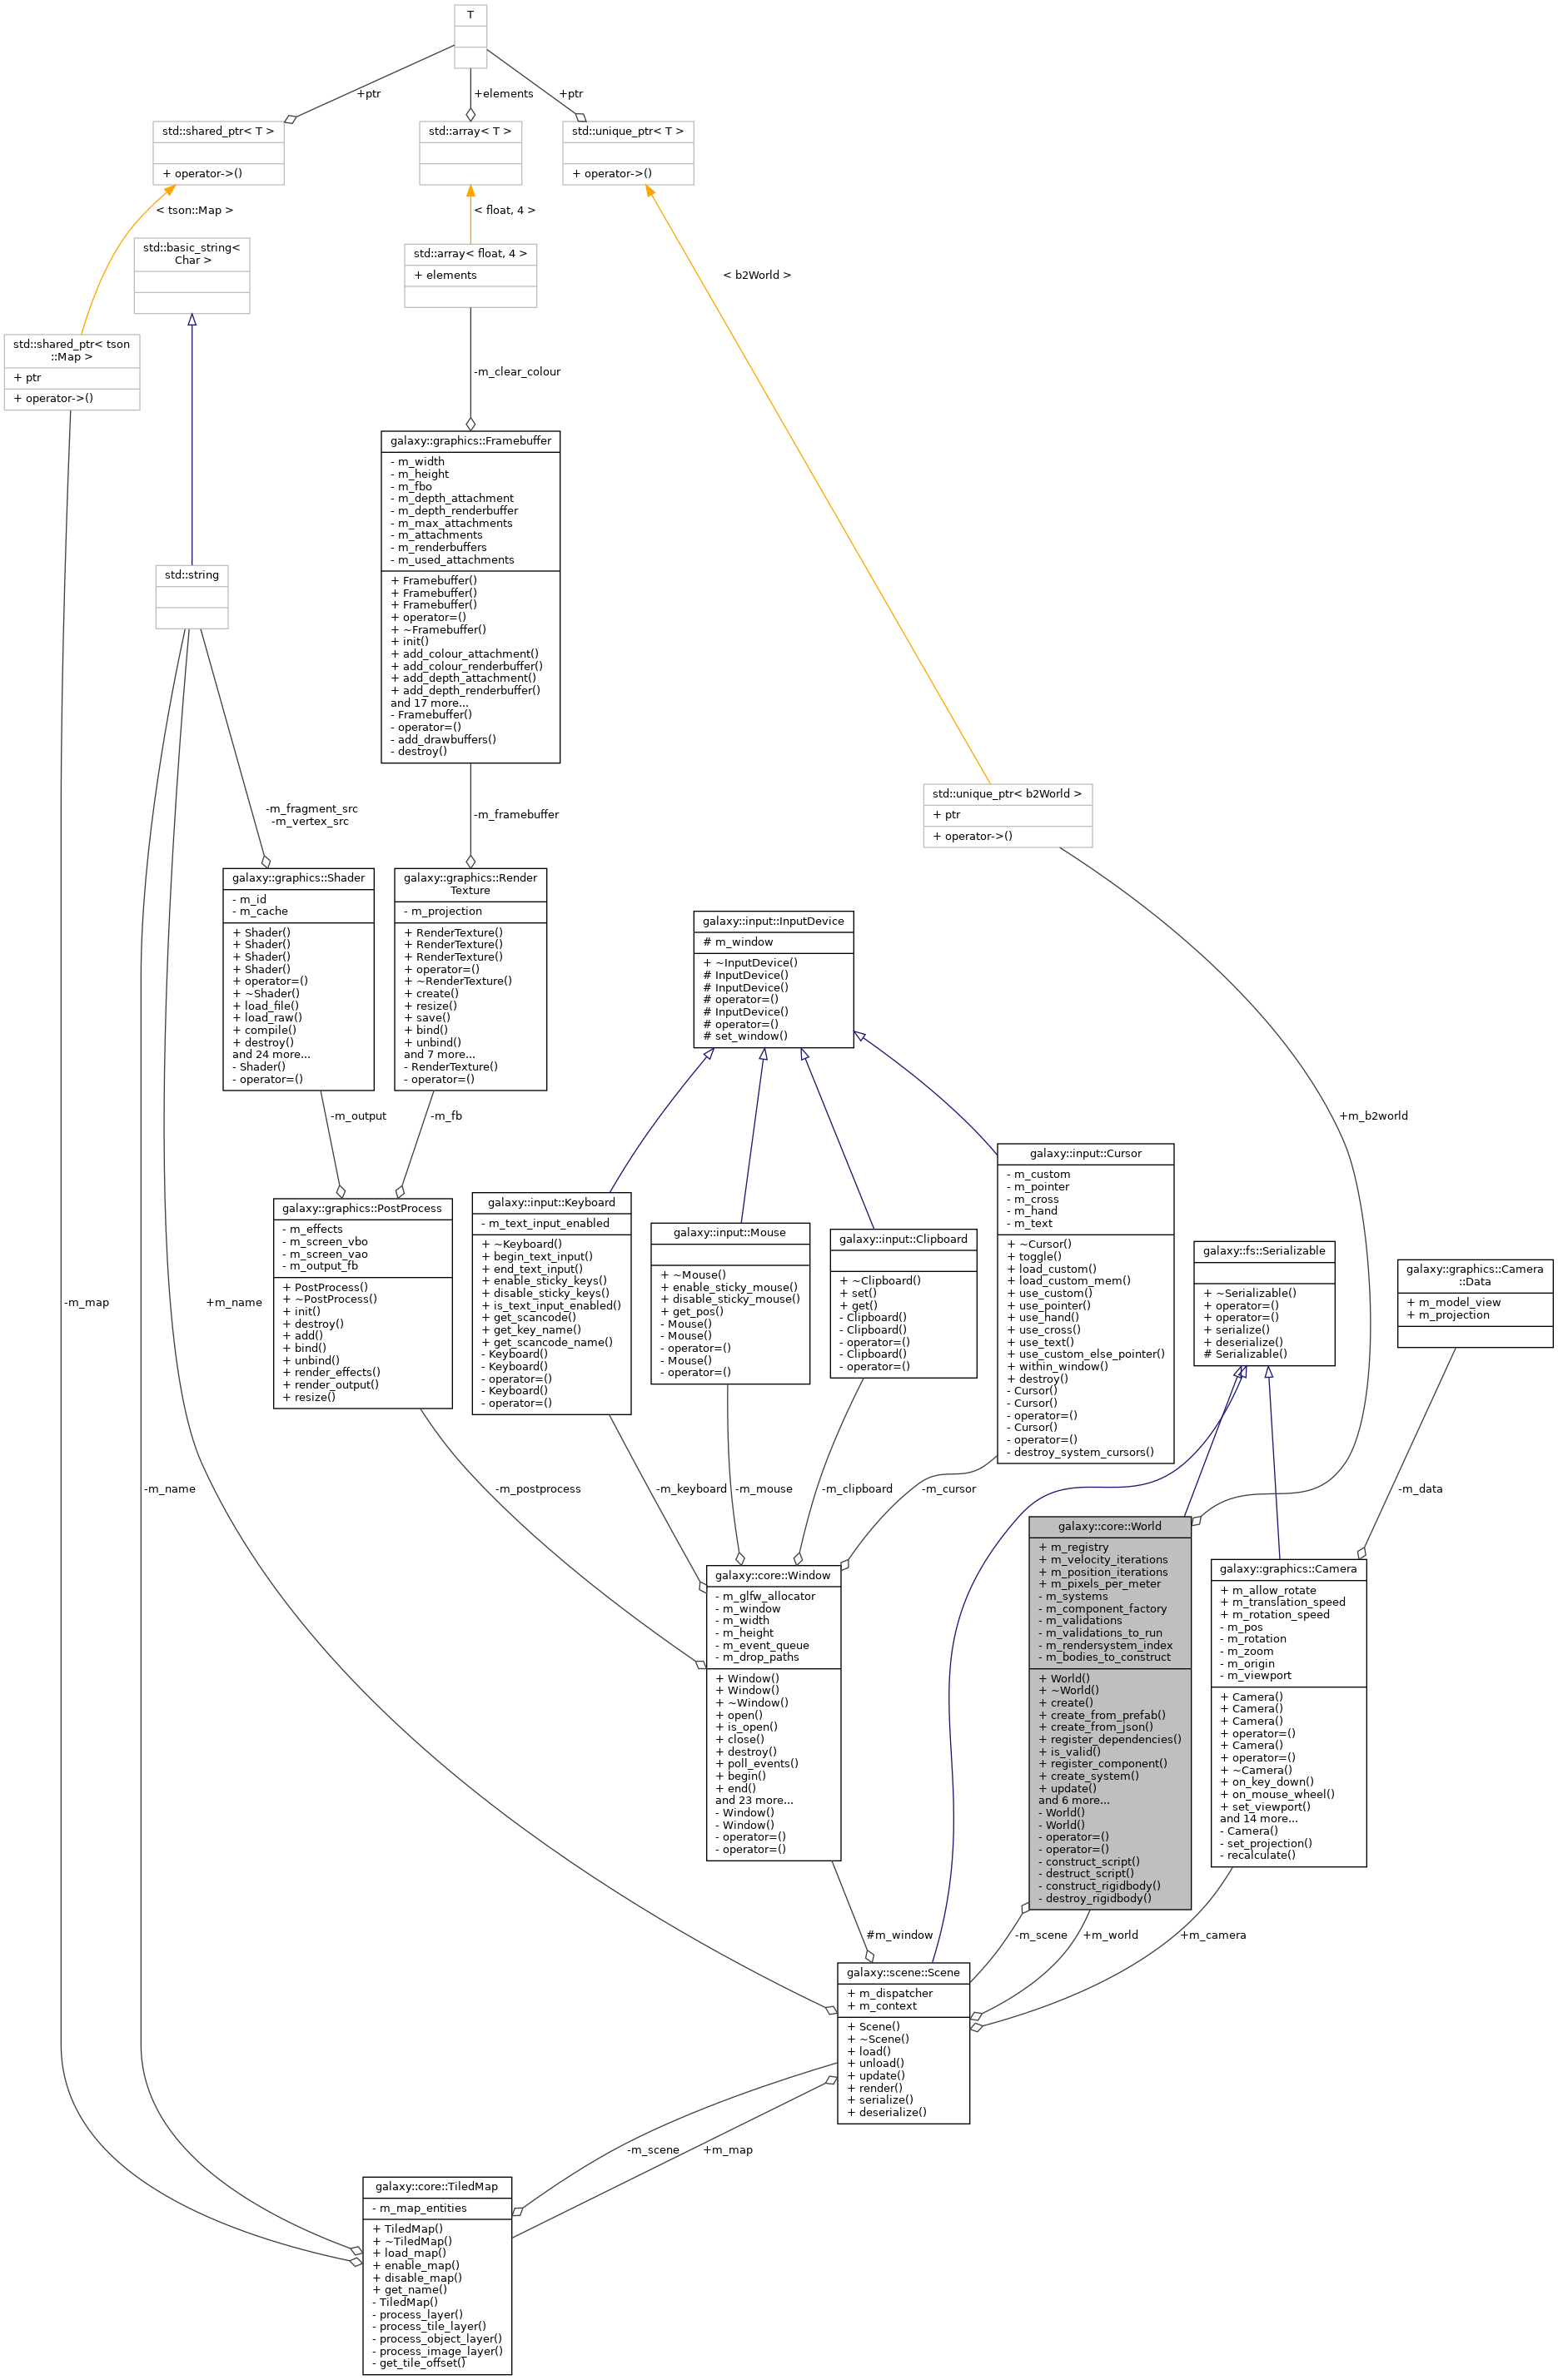 T
+ptr
+elements
+ptr
std::shared_ptr< T >
+ operator->()
std::array< T >
std::unique_ptr< T >
+ operator->()
< tson::Map >
< float, 4 >
< b2World >
std::basic_string<
Char >
std::array< float, 4 >
+ elements
std::shared_ptr< tson
::Map >
+ ptr
+ operator->()
-m_clear_colour
galaxy::graphics::Framebuffer
- m_width
- m_height
- m_fbo
- m_depth_attachment
- m_depth_renderbuffer
- m_max_attachments
- m_attachments
- m_renderbuffers
- m_used_attachments
+ Framebuffer()
+ Framebuffer()
+ Framebuffer()
+ operator=()
+ ~Framebuffer()
+ init()
+ add_colour_attachment()
+ add_colour_renderbuffer()
+ add_depth_attachment()
+ add_depth_renderbuffer()
and 17 more...
- Framebuffer()
- operator=()
- add_drawbuffers()
- destroy()
std::string
std::unique_ptr< b2World >
+ ptr
+ operator->()
-m_fragment_src
-m_vertex_src
-m_framebuffer
galaxy::graphics::Shader
- m_id
- m_cache
+ Shader()
+ Shader()
+ Shader()
+ Shader()
+ operator=()
+ ~Shader()
+ load_file()
+ load_raw()
+ compile()
+ destroy()
and 24 more...
- Shader()
- operator=()
galaxy::graphics::Render
Texture
- m_projection
+ RenderTexture()
+ RenderTexture()
+ RenderTexture()
+ operator=()
+ ~RenderTexture()
+ create()
+ resize()
+ save()
+ bind()
+ unbind()
and 7 more...
- RenderTexture()
- operator=()
galaxy::input::InputDevice
# m_window
+ ~InputDevice()
# InputDevice()
# InputDevice()
# operator=()
# InputDevice()
# operator=()
# set_window()
-m_output
-m_fb
+m_b2world
galaxy::graphics::PostProcess
- m_effects
- m_screen_vbo
- m_screen_vao
- m_output_fb
+ PostProcess()
+ ~PostProcess()
+ init()
+ destroy()
+ add()
+ bind()
+ unbind()
+ render_effects()
+ render_output()
+ resize()
galaxy::input::Keyboard
- m_text_input_enabled
+ ~Keyboard()
+ begin_text_input()
+ end_text_input()
+ enable_sticky_keys()
+ disable_sticky_keys()
+ is_text_input_enabled()
+ get_scancode()
+ get_key_name()
+ get_scancode_name()
- Keyboard()
- Keyboard()
- operator=()
- Keyboard()
- operator=()
galaxy::input::Mouse
+ ~Mouse()
+ enable_sticky_mouse()
+ disable_sticky_mouse()
+ get_pos()
- Mouse()
- Mouse()
- operator=()
- Mouse()
- operator=()
galaxy::input::Clipboard
+ ~Clipboard()
+ set()
+ get()
- Clipboard()
- Clipboard()
- operator=()
- Clipboard()
- operator=()
galaxy::input::Cursor
- m_custom
- m_pointer
- m_cross
- m_hand
- m_text
+ ~Cursor()
+ toggle()
+ load_custom()
+ load_custom_mem()
+ use_custom()
+ use_pointer()
+ use_hand()
+ use_cross()
+ use_text()
+ use_custom_else_pointer()
+ within_window()
+ destroy()
- Cursor()
- Cursor()
- operator=()
- Cursor()
- operator=()
- destroy_system_cursors()
galaxy::fs::Serializable
+ ~Serializable()
+ operator=()
+ operator=()
+ serialize()
+ deserialize()
# Serializable()
galaxy::graphics::Camera
::Data
+ m_model_view
+ m_projection
-m_map
+m_name
-m_name
-m_postprocess
-m_keyboard
-m_mouse
-m_clipboard
-m_cursor
-m_data
galaxy::core::Window
- m_glfw_allocator
- m_window
- m_width
- m_height
- m_event_queue
- m_drop_paths
+ Window()
+ Window()
+ ~Window()
+ open()
+ is_open()
+ close()
+ destroy()
+ poll_events()
+ begin()
+ end()
and 23 more...
- Window()
- Window()
- operator=()
- operator=()
galaxy::core::World
+ m_registry
+ m_velocity_iterations
+ m_position_iterations
+ m_pixels_per_meter
- m_systems
- m_component_factory
- m_validations
- m_validations_to_run
- m_rendersystem_index
- m_bodies_to_construct
+ World()
+ ~World()
+ create()
+ create_from_prefab()
+ create_from_json()
+ register_dependencies()
+ is_valid()
+ register_component()
+ create_system()
+ update()
and 6 more...
- World()
- World()
- operator=()
- operator=()
- construct_script()
- destruct_script()
- construct_rigidbody()
- destroy_rigidbody()
galaxy::graphics::Camera
+ m_allow_rotate
+ m_translation_speed
+ m_rotation_speed
- m_pos
- m_rotation
- m_zoom
- m_origin
- m_viewport
+ Camera()
+ Camera()
+ Camera()
+ operator=()
+ Camera()
+ operator=()
+ ~Camera()
+ on_key_down()
+ on_mouse_wheel()
+ set_viewport()
and 14 more...
- Camera()
- set_projection()
- recalculate()
#m_window
-m_scene
+m_world
+m_camera
galaxy::scene::Scene
+ m_dispatcher
+ m_context
+ Scene()
+ ~Scene()
+ load()
+ unload()
+ update()
+ render()
+ serialize()
+ deserialize()
-m_scene
+m_map
galaxy::core::TiledMap
- m_map_entities
+ TiledMap()
+ ~TiledMap()
+ load_map()
+ enable_map()
+ disable_map()
+ get_name()
- TiledMap()
- process_layer()
- process_tile_layer()
- process_object_layer()
- process_image_layer()
- get_tile_offset()